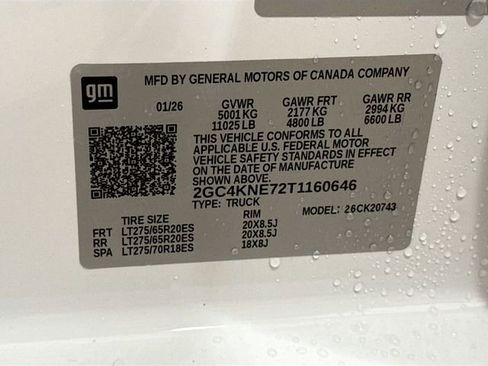 gm
MFD BY GENERAL MOTORS OF CANADA COMPANY
01/26 GVWR GAWR FRT GAWR RR
5001 KG 2177 KG 2994 KG
11025 LB 4800 LB 6600 LB
THIS VEHICLE CONFORMS TO ALL
APPLICABLE U.S. FEDERAL MOTOR
VEHICLE SAFETY STANDARDS IN EFFECT
ON THE DATE OF MANUFACTURE
SHOWN ABOVE.
2GC4KNE72T1160646
TYPE: TRUCK MODEL: 26CK20743
TIRE SIZE RIM
FRT LT275/65R20ES 20X8.5J
RR LT275/65R20ES 20X8.5J
SPA LT275/70R18ES 18X8J